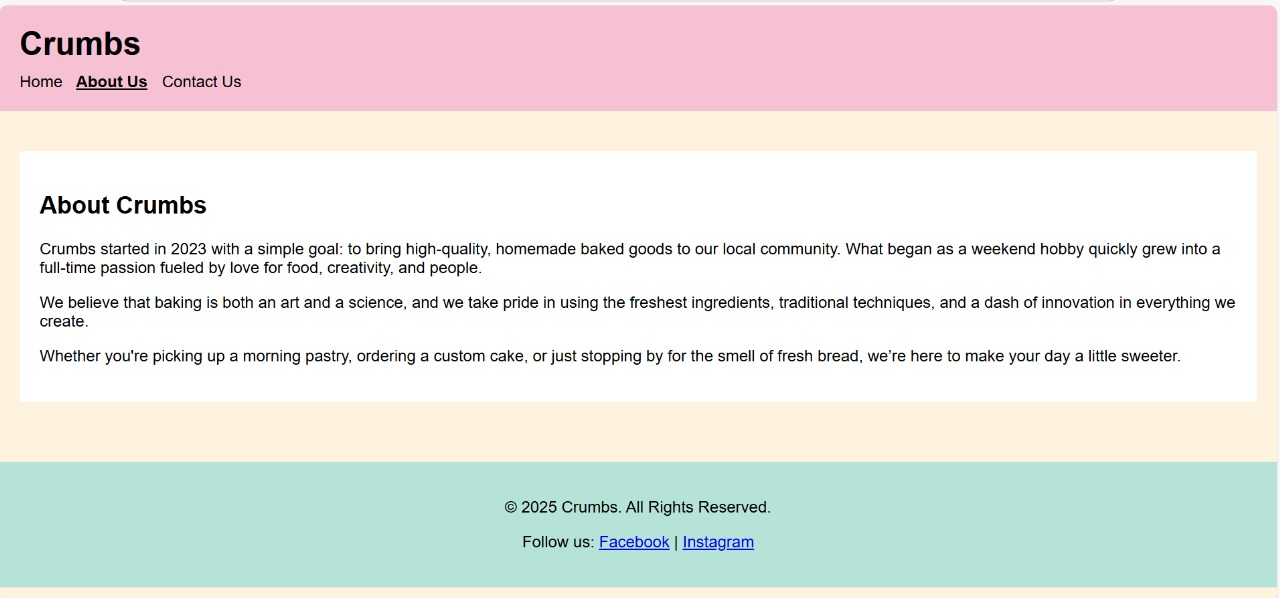 Crumbs
Home About Us Contact Us
About Crumbs
Crumbs started in 2023 with a simple goal: to bring high-quality, homemade baked goods to our local community. What began as a weekend hobby quickly grew into a
full-time passion fueled by love for food, creativity, and people.
We believe that baking is both an art and a science, and we take pride in using the freshest ingredients, traditional techniques, and a dash of innovation in everything we
create.
Whether you're picking up a morning pastry, ordering a custom cake, or just stopping by for the smell of fresh bread, we’re here to make your day a little sweeter.
© 2025 Crumbs. All Rights Reserved.
Follow us: Facebook | Instagram